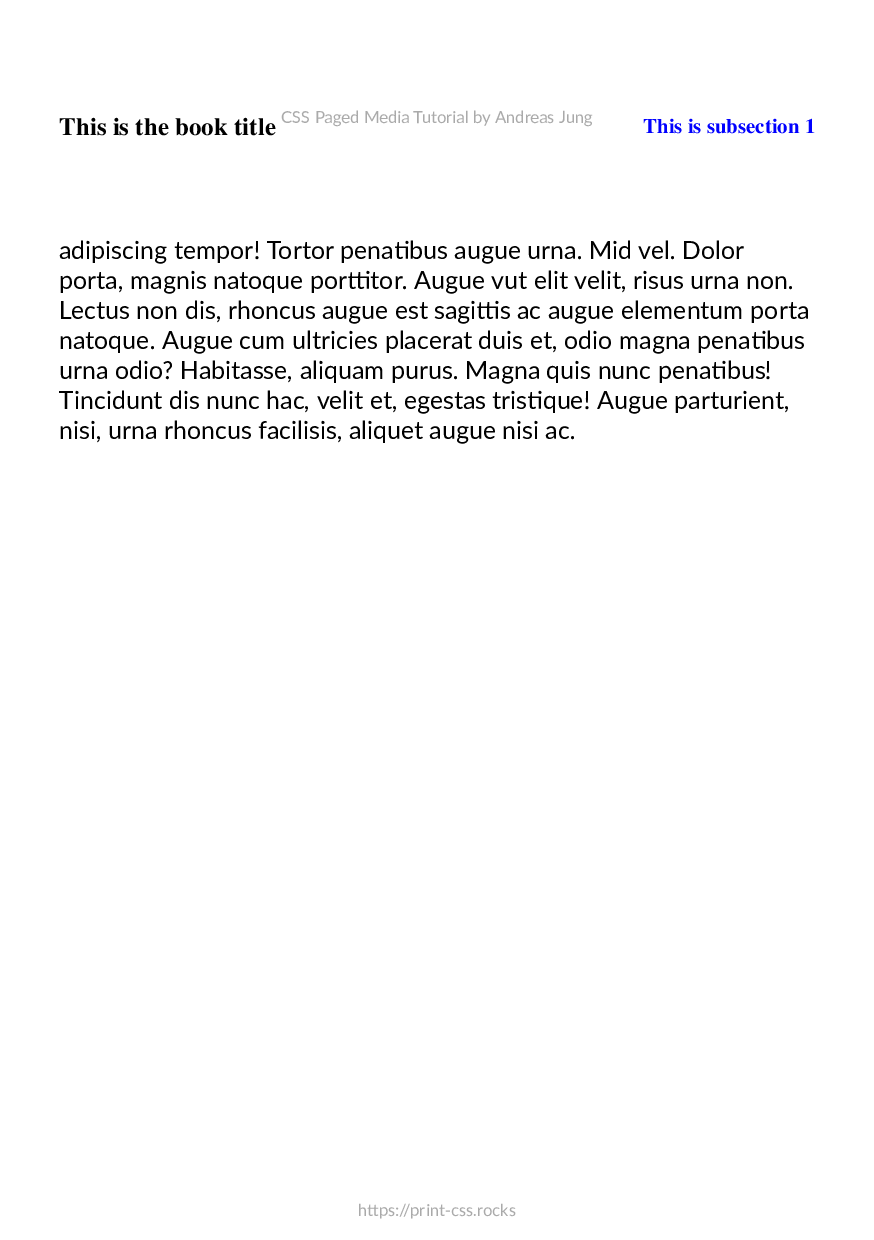 This is the book title CSS Paged Media Tutorial by Andreas Jung This is subsection 1
adipiscing tempor! Tortor penatibus augue urna. Mid vel. Dolor
porta, magnis natoque porttitor. Augue vut elit velit, risus urna non.
Lectus non dis, rhoncus augue est sagittis ac augue elementum porta
natoque. Augue cum ultricies placerat duis et, odio magna penatibus
urna odio? Habitasse, aliquam purus. Magna quis nunc penatibus!
Tincidunt dis nunc hac, velit et, egestas tristique! Augue parturient,
nisi, urna rhoncus facilisis, aliquet augue nisi ac.
https://print-css.rocks